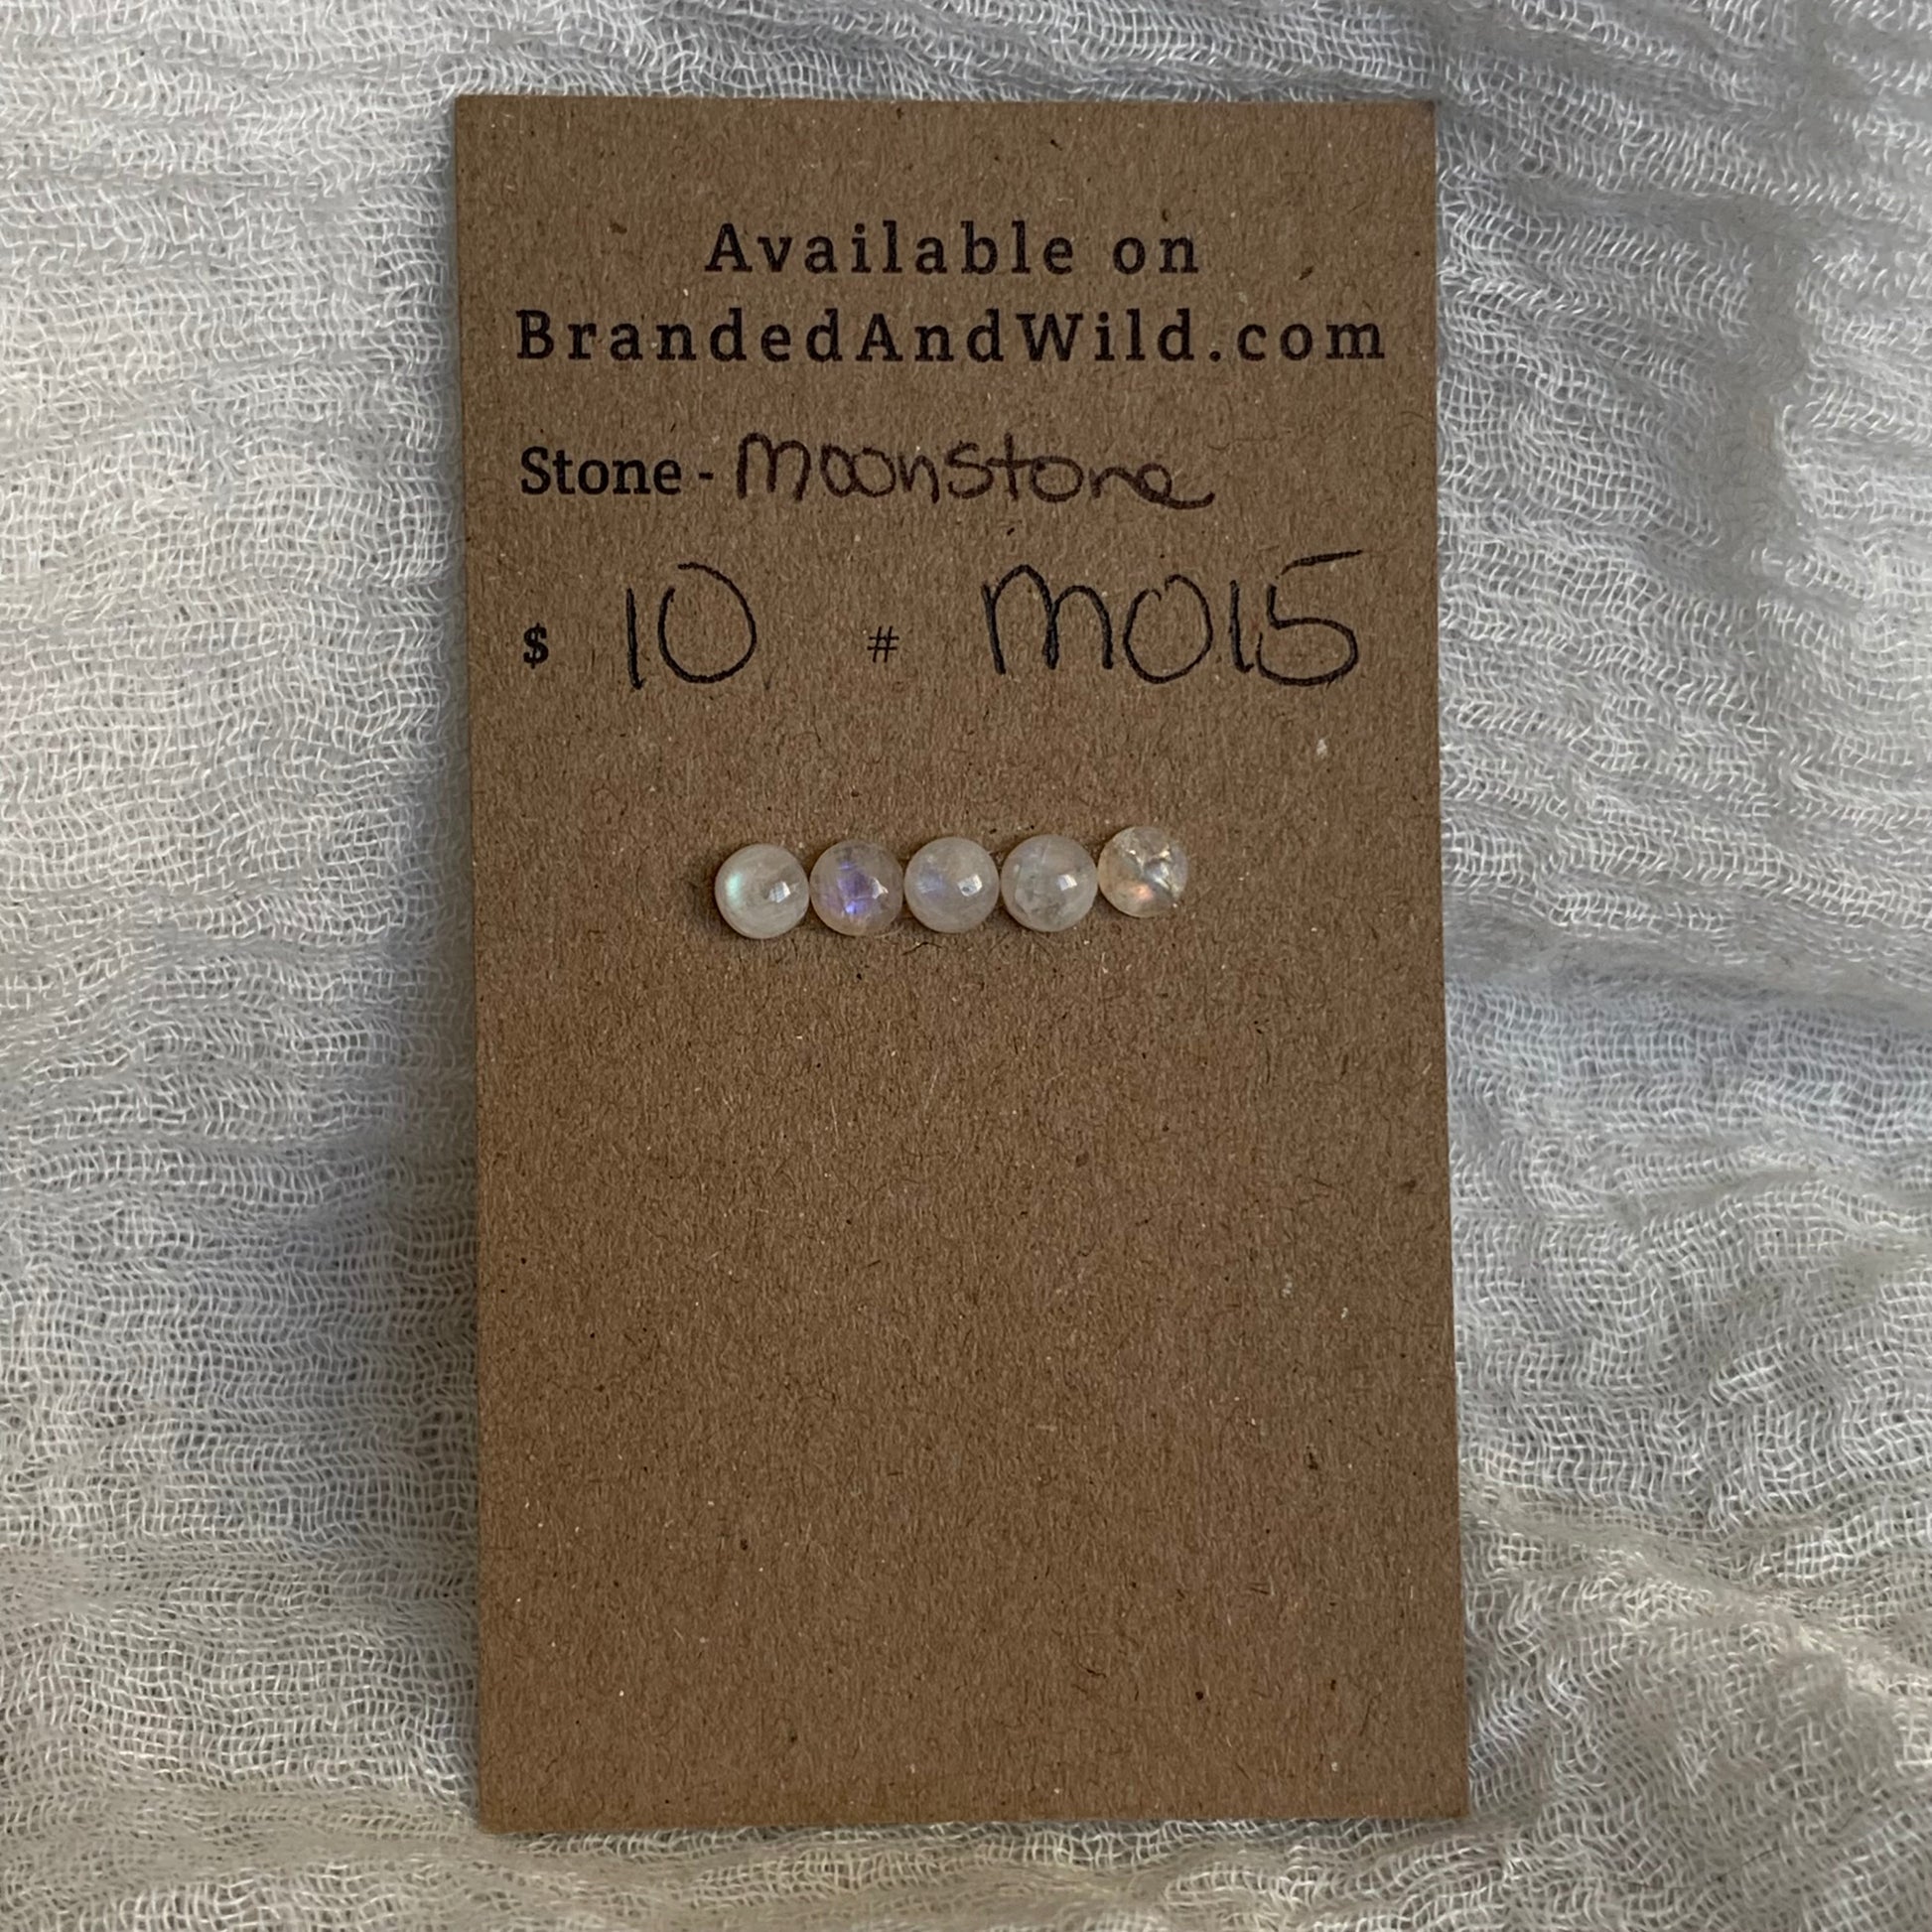 Available on
BrandedAndWild.com
Stone - Moonstone
$ 10 # MO15